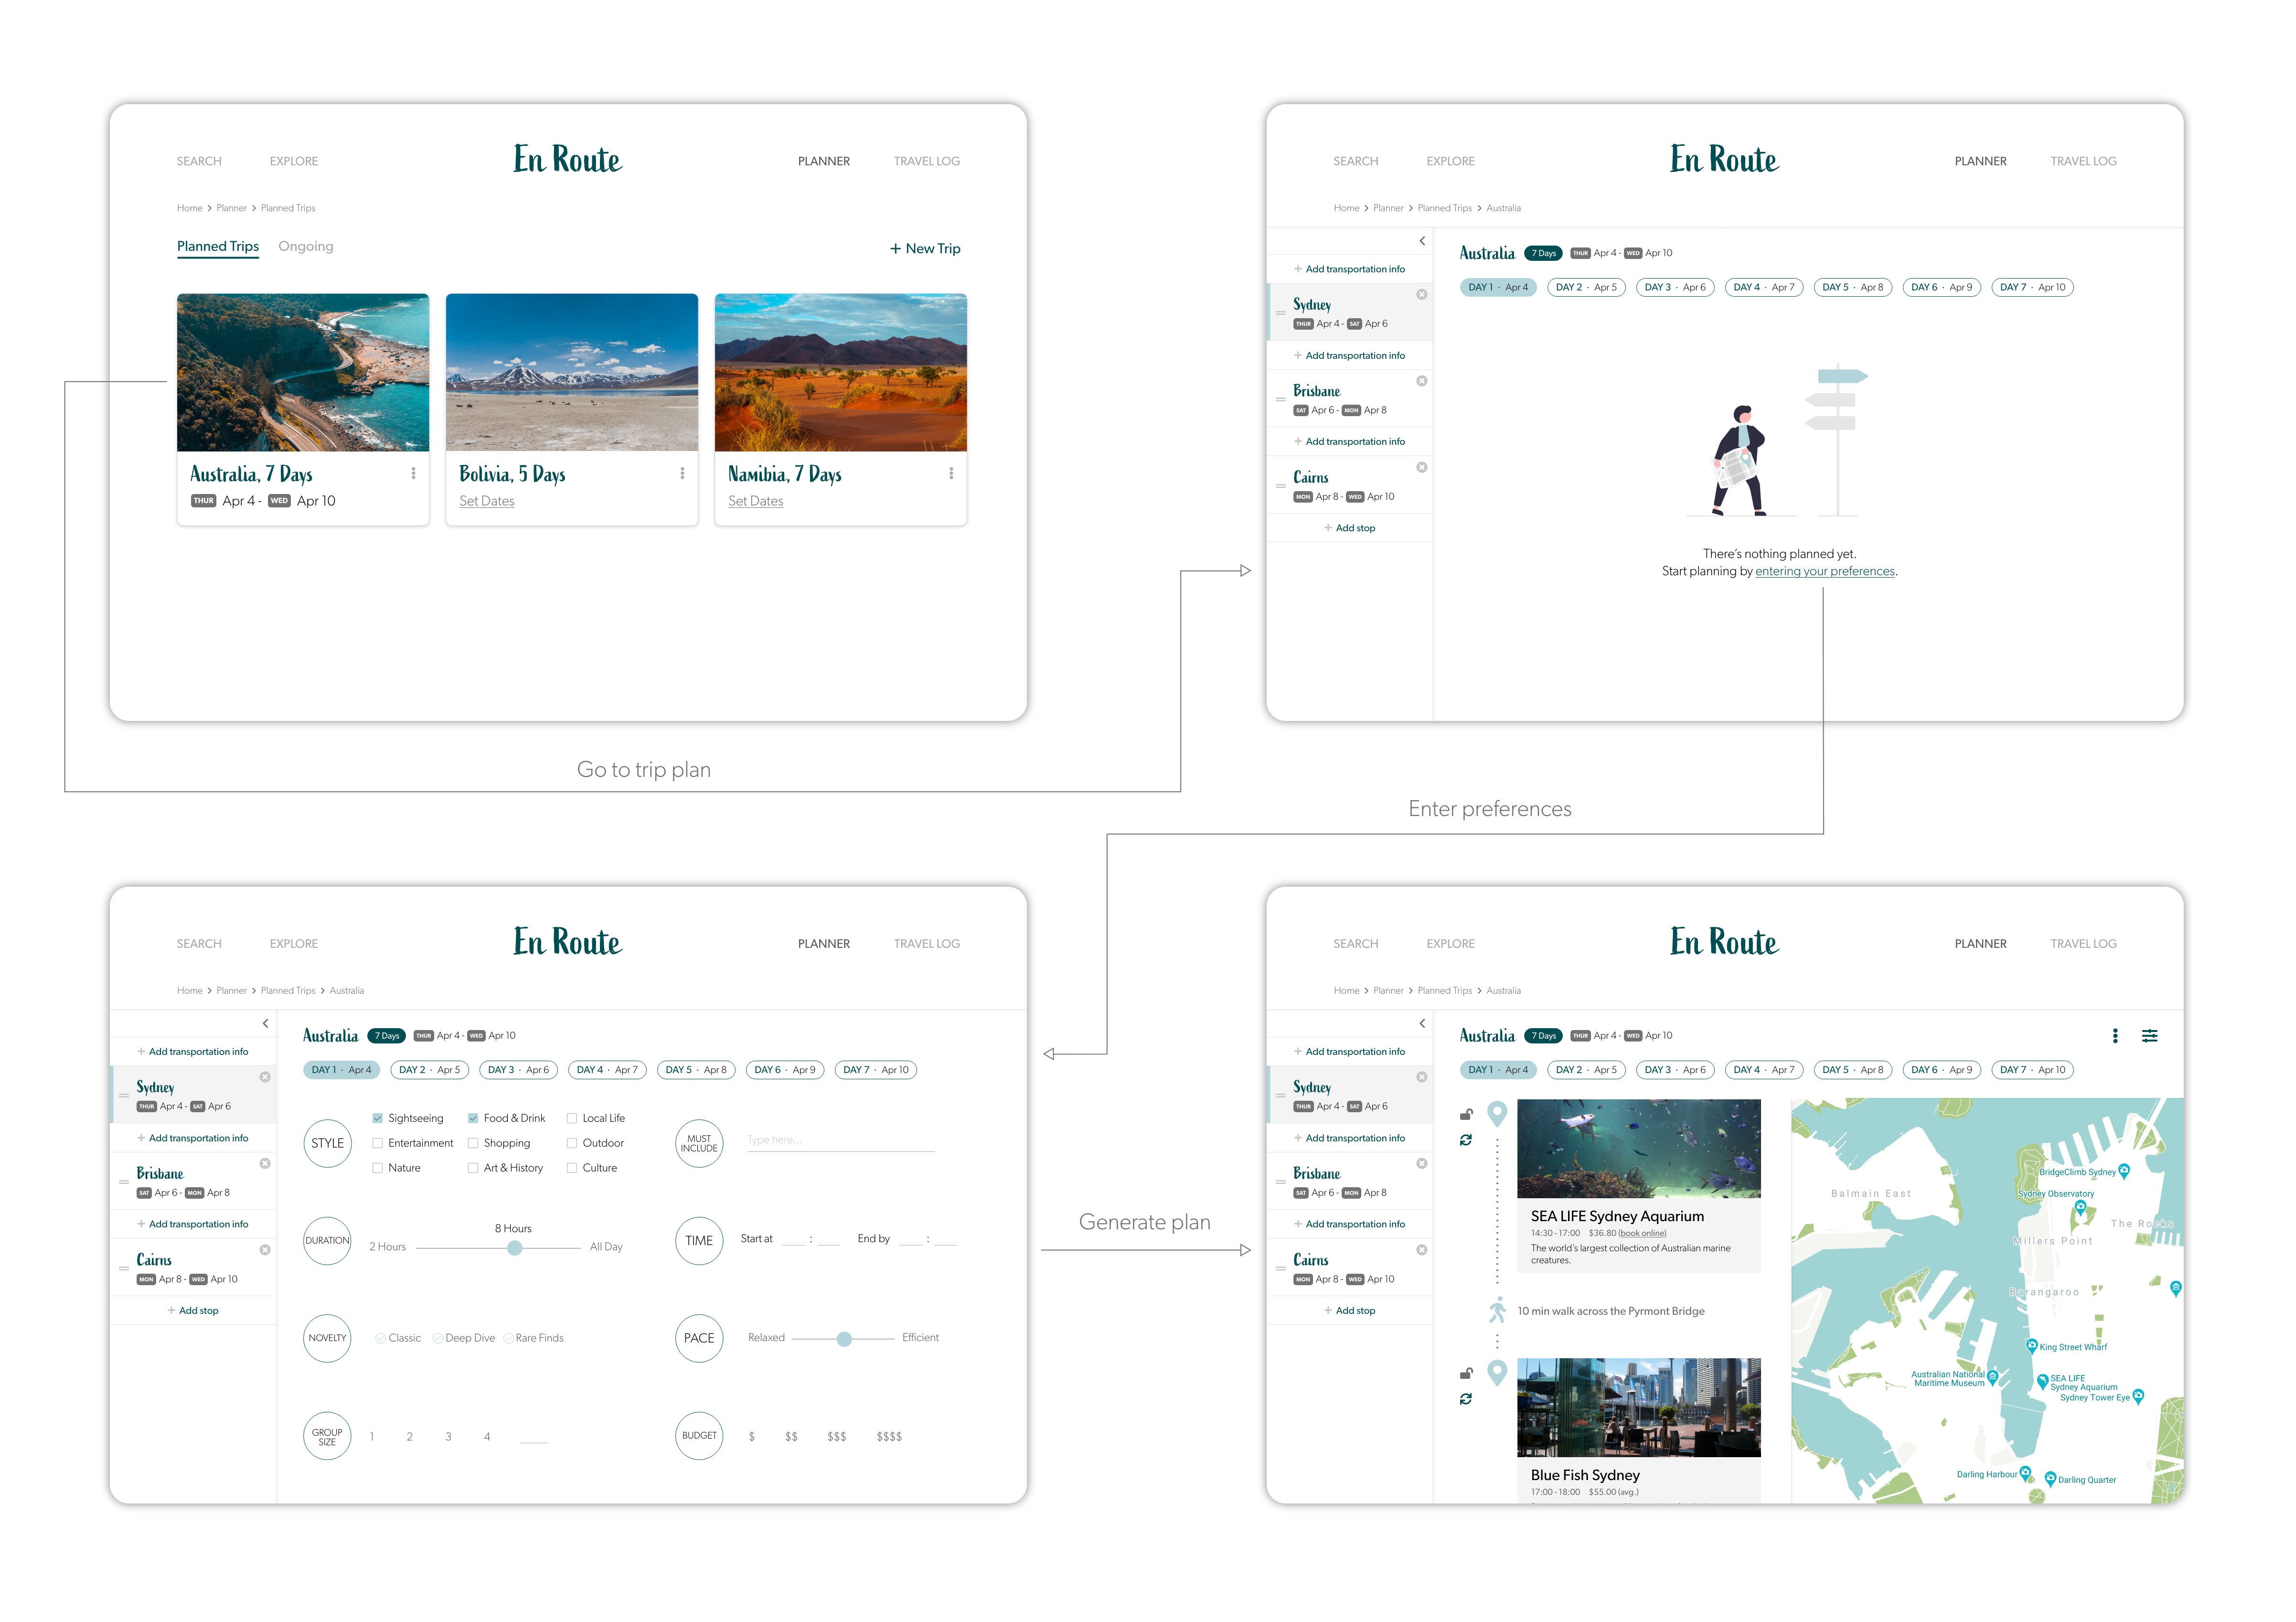 SEARCH EXPLORE En Route PLANNER TRAVEL LOG
Home > Planner > Planned Trips
Planned Trips Ongoing + New Trip
Australia, 7 Days
THUR Apr 4 - WED Apr 10
Bolivia, 5 Days
Set Dates
Namibia, 7 Days
Set Dates
Go to trip plan
SEARCH EXPLORE En Route PLANNER TRAVEL LOG
Home > Planner > Planned Trips > Australia
+ Add transportation info
Sydney
THUR Apr 4 - SAT Apr 6
+ Add transportation info
Brisbane
SAT Apr 6 - MON Apr 8
+ Add transportation info
Cairns
MON Apr 8 - WED Apr 10
+ Add stop
Australia 7 Days THUR Apr 4 - WED Apr 10
DAY 1 · Apr 4 DAY 2 · Apr 5 DAY 3 · Apr 6 DAY 4 · Apr 7 DAY 5 · Apr 8 DAY 6 · Apr 9 DAY 7 · Apr 10
There's nothing planned yet.
Start planning by entering your preferences.
Enter preferences
SEARCH EXPLORE En Route PLANNER TRAVEL LOG
Home > Planner > Planned Trips > Australia
+ Add transportation info
Sydney
THUR Apr 4 - SAT Apr 6
+ Add transportation info
Brisbane
SAT Apr 6 - MON Apr 8
+ Add transportation info
Cairns
MON Apr 8 - WED Apr 10
+ Add stop
Australia 7 Days THUR Apr 4 - WED Apr 10
DAY 1 · Apr 4 DAY 2 · Apr 5 DAY 3 · Apr 6 DAY 4 · Apr 7 DAY 5 · Apr 8 DAY 6 · Apr 9 DAY 7 · Apr 10
STYLE
Sightseeing Food & Drink Local Life
Entertainment Shopping Outdoor
Nature Art & History Culture
MUST
INCLUDE
Type here...
DURATION
8 Hours
2 Hours All Day
TIME
Start at : End by :
NOVELTY
Classic Deep Dive Rare Finds
PACE
Relaxed Efficient
GROUP
SIZE
1 2 3 4
BUDGET
$ $$ $$$ $$$$
Generate plan
SEARCH EXPLORE En Route PLANNER TRAVEL LOG
Home > Planner > Planned Trips > Australia
+ Add transportation info
Sydney
THUR Apr 4 - SAT Apr 6
+ Add transportation info
Brisbane
SAT Apr 6 - MON Apr 8
+ Add transportation info
Cairns
MON Apr 8 - WED Apr 10
+ Add stop
Australia 7 Days THUR Apr 4 - WED Apr 10
DAY 1 · Apr 4 DAY 2 · Apr 5 DAY 3 · Apr 6 DAY 4 · Apr 7 DAY 5 · Apr 8 DAY 6 · Apr 9 DAY 7 · Apr 10
SEA LIFE Sydney Aquarium
14:30 - 17:00 $36.80 (book online)
The world's largest collection of Australian marine
creatures.
10 min walk across the Pyrmont Bridge
Blue Fish Sydney
17:00 - 18:00 $55.00 (avg.)
BridgeClimb Sydney
Balmain East
Sydney Observatory
The Rocks
Millers Point
Barangaroo
King Street Wharf
Australian National
Maritime Museum
SEA LIFE
Sydney Aquarium
Sydney Tower Eye
Darling Harbour
Darling Quarter